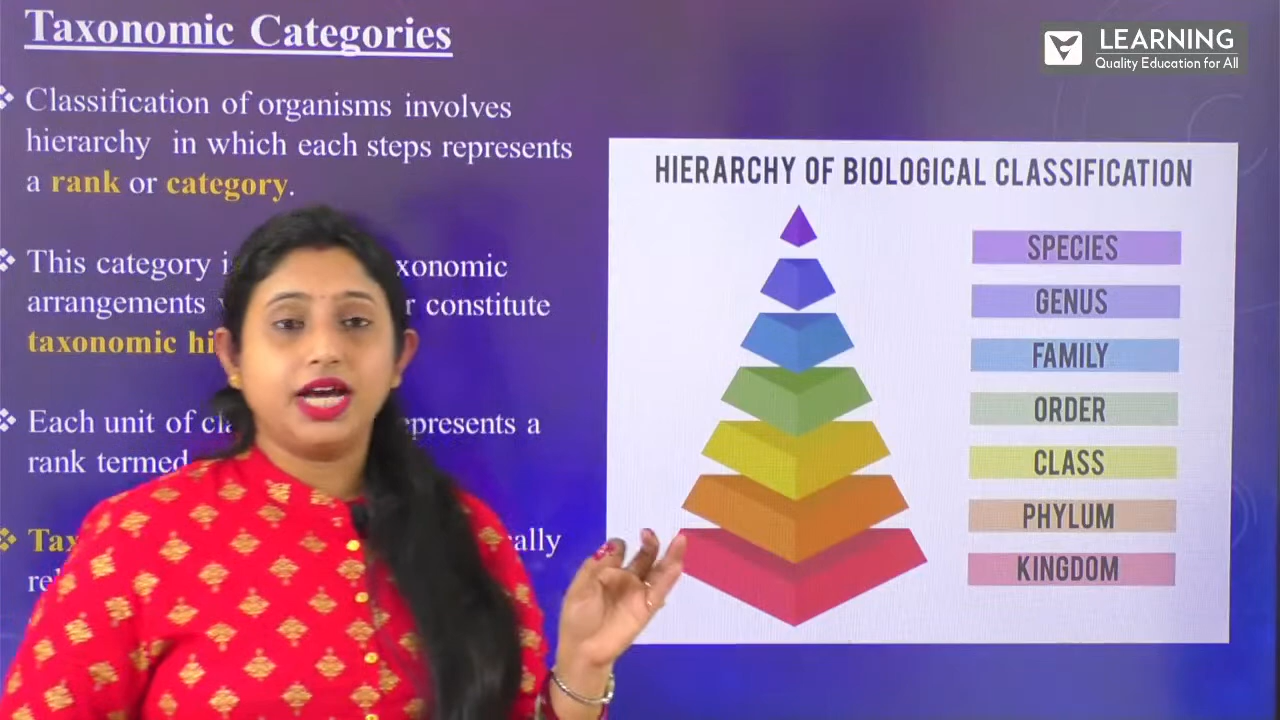 Taxonomic Categories
Classification of organisms involves
hierarchy in which each steps represents
a rank or category.
This category i xonomic
arrangements r constitute
taxonomic hi
Each unit of cl epresents a
rank termed
Tax cally
re
LEARNING
Quality Education for All
HIERARCHY OF BIOLOGICAL CLASSIFICATION
SPECIES
GENUS
FAMILY
ORDER
CLASS
PHYLUM
KINGDOM